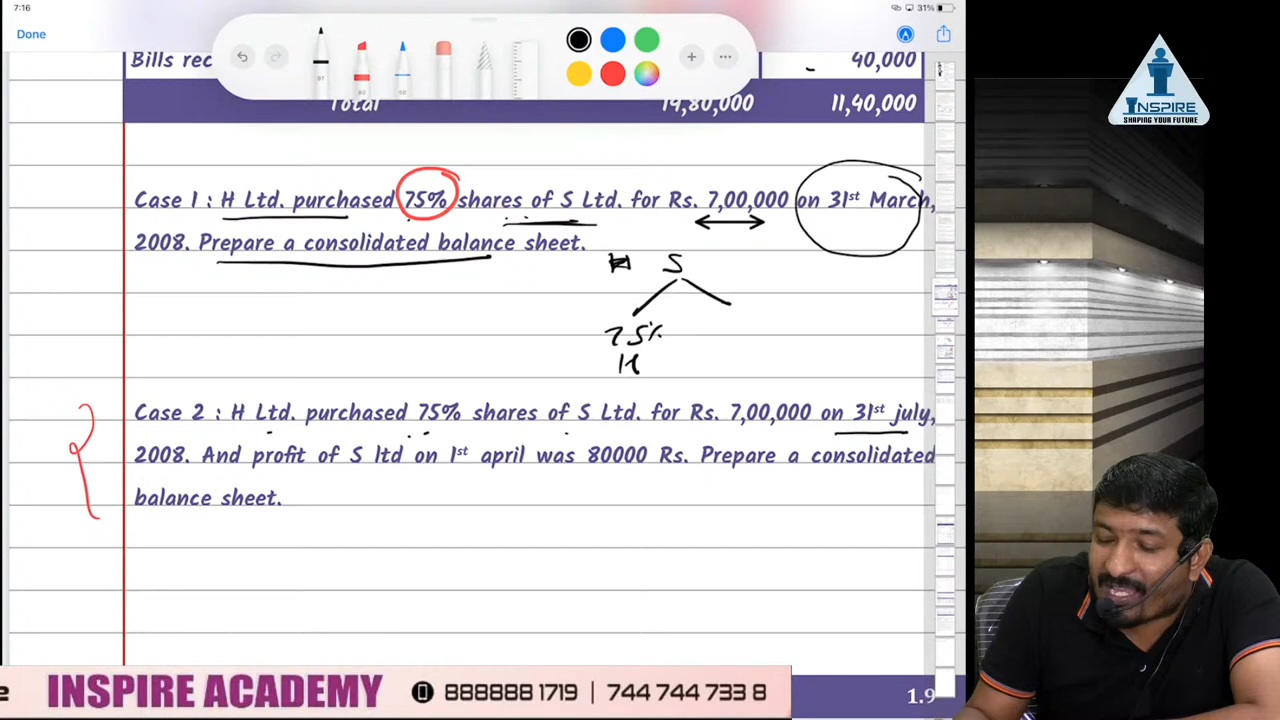 7:16
31%
Done
Bills rec
40,000
Total
14,80,000
11,40,000
INSPIRE
SHAPING YOUR FUTURE
Case 1 : H Ltd. purchased 75% shares of S Ltd. for Rs. 7,00,000 on 31st March,
2008. Prepare a consolidated balance sheet.
S
75%
H
Case 2 : H Ltd. purchased 75% shares of S Ltd. for Rs. 7,00,000 on 31st july,
2008. And profit of S ltd on 1st april was 80000 Rs. Prepare a consolidated
balance sheet.
INSPIRE ACADEMY
888888 1719 | 744 744 733 8
1.9